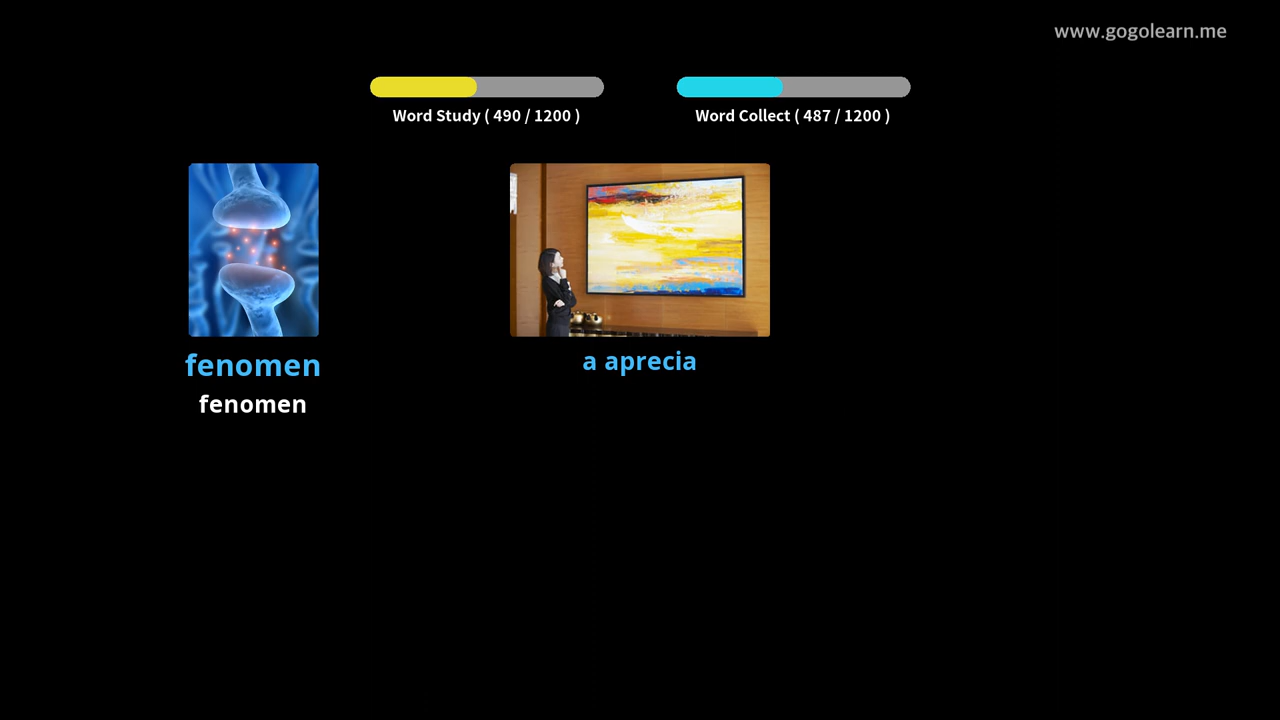 www.gogolearn.me
Word Study ( 490 / 1200 )
Word Collect ( 487 / 1200 )
fenomen
fenomen
a aprecia